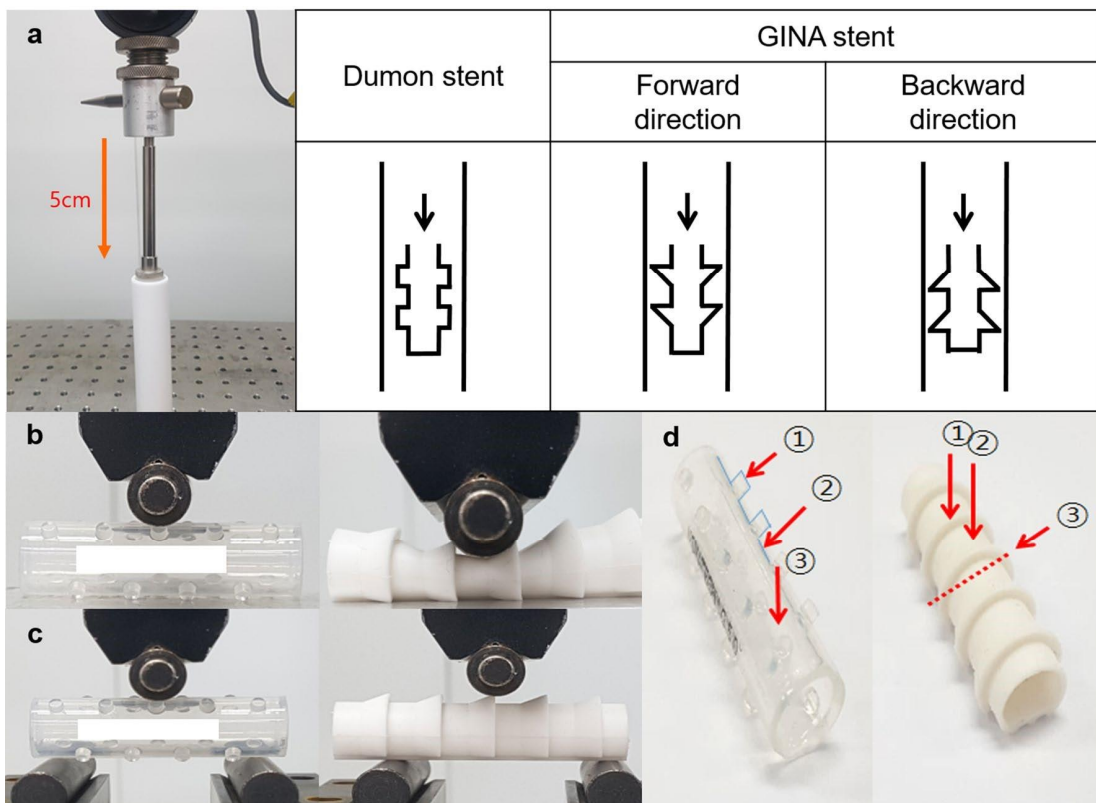 a
5cm
Dumon stent
GINA stent
Forward
direction
Backward
direction
b
c
d
①
②
③
①
②
③